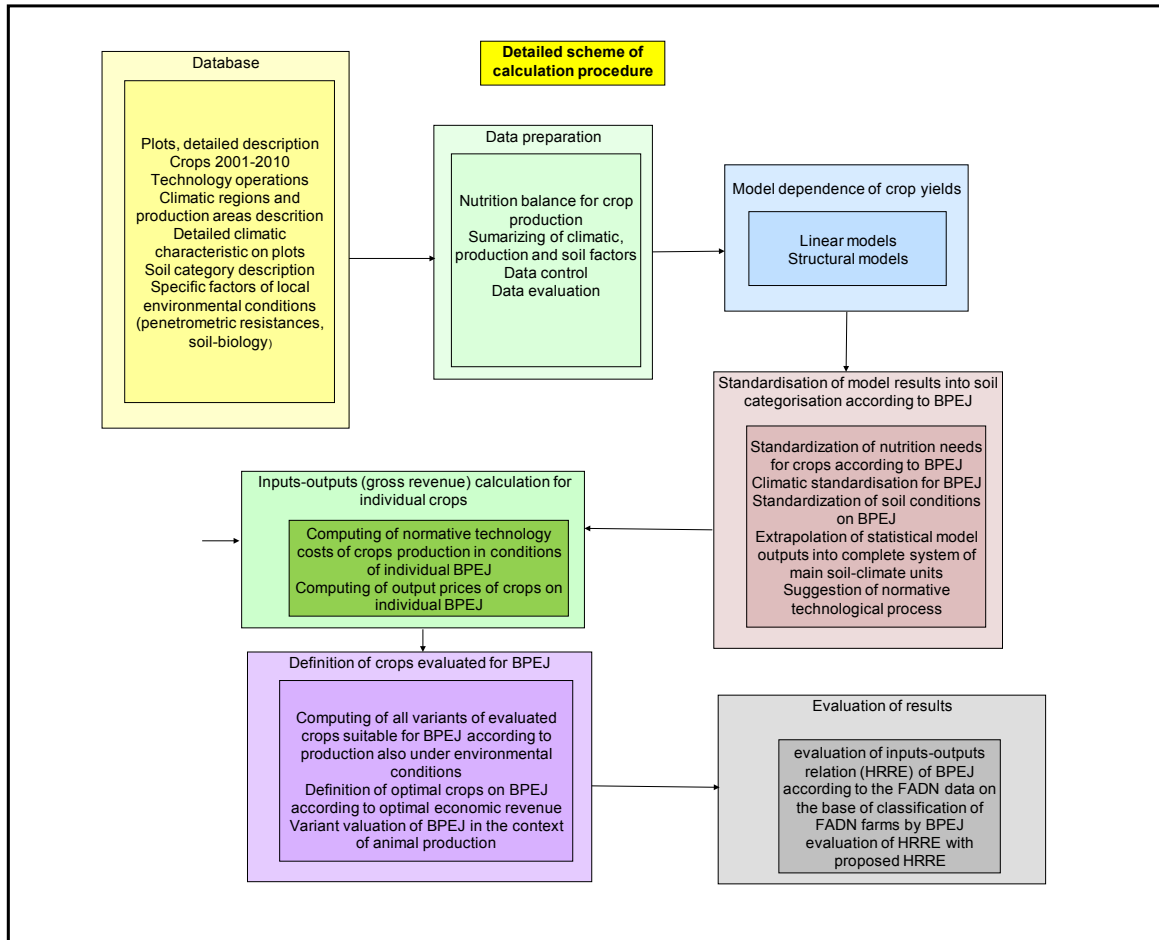 Detailed scheme of
calculation procedure
Database
Plots, detailed description
Crops 2001-2010
Technology operations
Climatic regions and
production areas descrition
Detailed climatic
characteristic on plots
Soil category description
Specific factors of local
environmental conditions
(penetrometric resistances,
soil-biology)
Data preparation
Nutrition balance for crop
production
Sumarizing of climatic,
production and soil factors
Data control
Data evaluation
Model dependence of crop yields
Linear models
Structural models
Standardisation of model results into soil
categorisation according to BPEJ
Standardization of nutrition needs
for crops according to BPEJ
Climatic standardisation for BPEJ
Standardization of soil conditions
on BPEJ
Extrapolation of statistical model
outputs into complete system of
main soil-climate units
Suggestion of normative
technological process
Inputs-outputs (gross revenue) calculation for
individual crops
Computing of normative technology
costs of crops production in conditions
of individual BPEJ
Computing of output prices of crops on
individual BPEJ
Definition of crops evaluated for BPEJ
Computing of all variants of evaluated
crops suitable for BPEJ according to
production also under environmental
conditions
Definition of optimal crops on BPEJ
according to optimal economic revenue
Variant valuation of BPEJ in the context
of animal production
Evaluation of results
evaluation of inputs-outputs
relation (HRRE) of BPEJ
according to the FADN data on
the base of classification of
FADN farms by BPEJ
evaluation of HRRE with
proposed HRRE